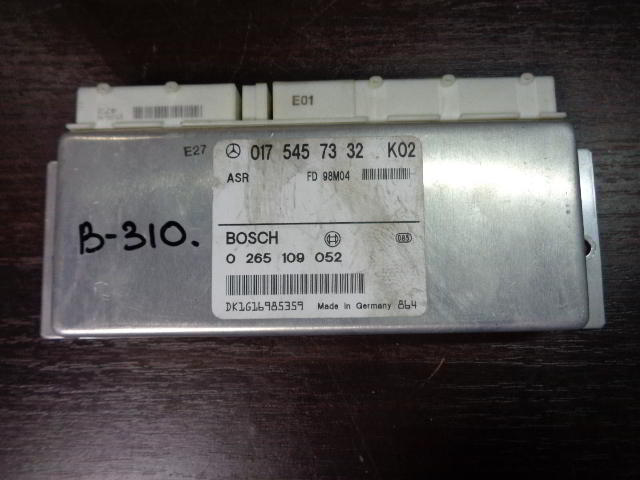 E01
E27
017 545 73 32 K02
ASR FD 98M04
B-310.
BOSCH
0 265 109 052
DK1G16985359 Made in Germany 864